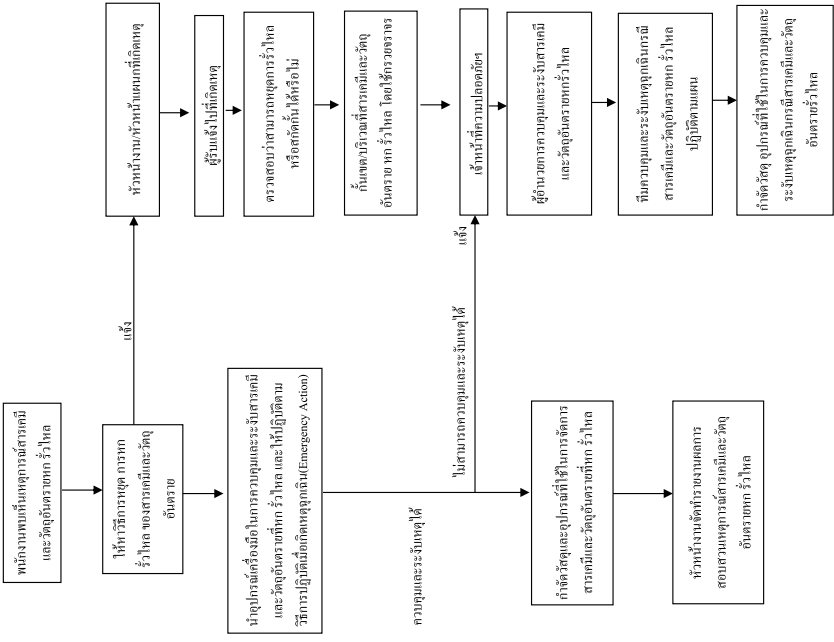 พนักงานพบเห็นเหตุการณ์สารเคมี
และวัตถุอันตรายหก รั่วไหล
ให้หาวิธีการหยุด การหก
รั่วไหล ของสารเคมีและวัตถุ
อันตราย
แจ้ง
หัวหน้างาน/หัวหน้าแผนกที่เกิดเหตุ
ผู้รับแจ้งไปที่เกิดเหตุ
ตรวจสอบว่าสามารถหยุดการรั่วไหล
หรือสกัดกั้นได้หรือไม่
กั้นเขต/บริเวณที่สารเคมีและวัตถุ
อันตราย หก รั่วไหล โดยใช้กรวยจราจร
เจ้าหน้าที่ความปลอดภัยฯ
ผู้อำนวยการควบคุมและระงับสารเคมี
และวัตถุอันตรายหกรั่วไหล
ทีมควบคุมและระงับเหตุฉุกเฉินกรณี
สารเคมีและวัตถุอันตรายหก รั่วไหล
ปฏิบัติตามแผน
กำจัดวัสดุ อุปกรณ์ที่ใช้ในการควบคุมและ
ระงับเหตุฉุกเฉินกรณีสารเคมีและวัตถุ
อันตรายรั่วไหล
นำอุปกรณ์เครื่องมือในการควบคุมและระงับสารเคมี
และวัตถุอันตรายที่หก รั่วไหล และให้ปฏิบัติตาม
วิธีการปฏิบัติเมื่อเกิดเหตุฉุกเฉิน(Emergency Action)
ไม่สามารถควบคุมและระงับเหตุได้
แจ้ง
ควบคุมและระงับเหตุได้
กำจัดวัสดุและอุปกรณ์ที่ใช้ในการจัดการ
สารเคมีและวัตถุอันตรายที่หก รั่วไหล
หัวหน้างานจัดทำรายงานผลการ
สอบสวนเหตุการณ์สารเคมีและวัตถุ
อันตรายหก รั่วไหล